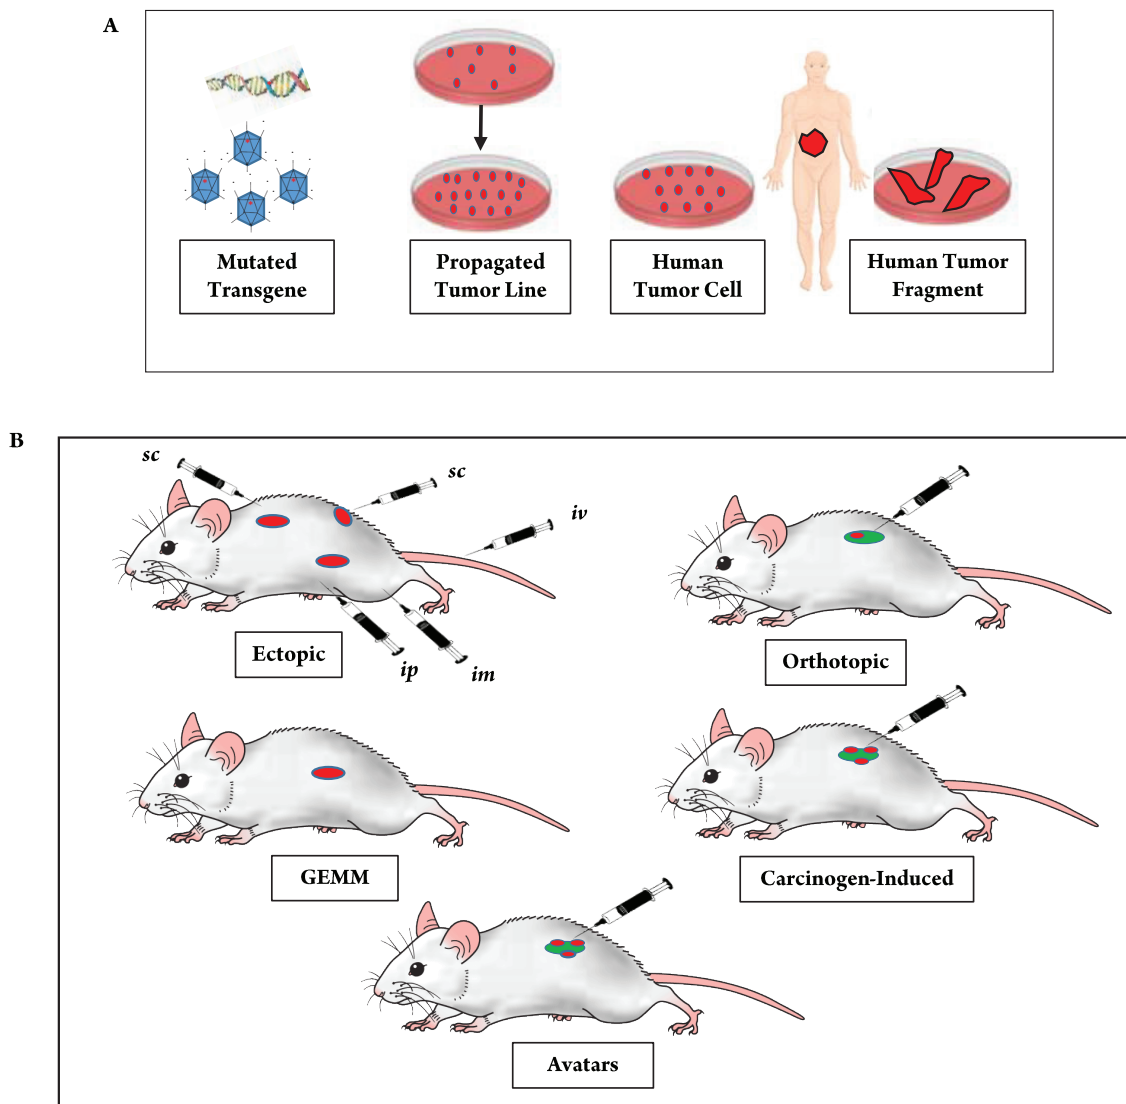 A
Mutated
Transgene
Propagated
Tumor Line
Human
Tumor Cell
Human Tumor
Fragment
B
sc
sc
iv
ip
im
Ectopic
Orthotopic
GEMM
Carcinogen-Induced
Avatars